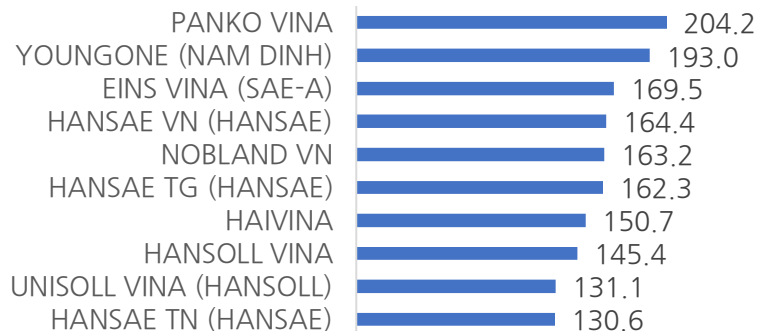 PANKO VINA 204.2
YOUNGONE (NAM DINH) 193.0
EINS VINA (SAE-A) 169.5
HANSAE VN (HANSAE) 164.4
NOBLAND VN 163.2
HANSAE TG (HANSAE) 162.3
HAIVINA 150.7
HANSOLL VINA 145.4
UNISOLL VINA (HANSOLL) 131.1
HANSAE TN (HANSAE) 130.6